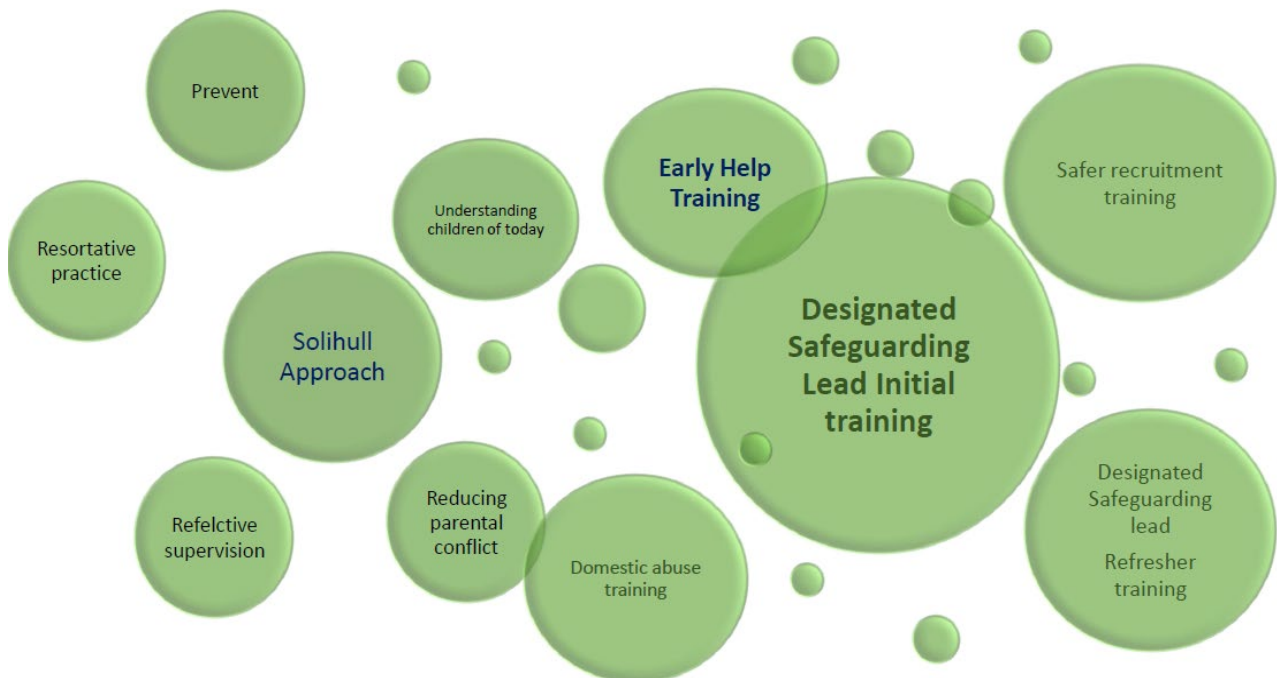 Prevent
Resortative
practice
Understanding
children of today
Solihull
Approach
Refelctive
supervision
Reducing
parental
conflict
Domestic abuse
training
Early Help
Training
Designated
Safeguarding
Lead Initial
training
Safer recruitment
training
Designated
Safeguarding
lead
Refresher
training